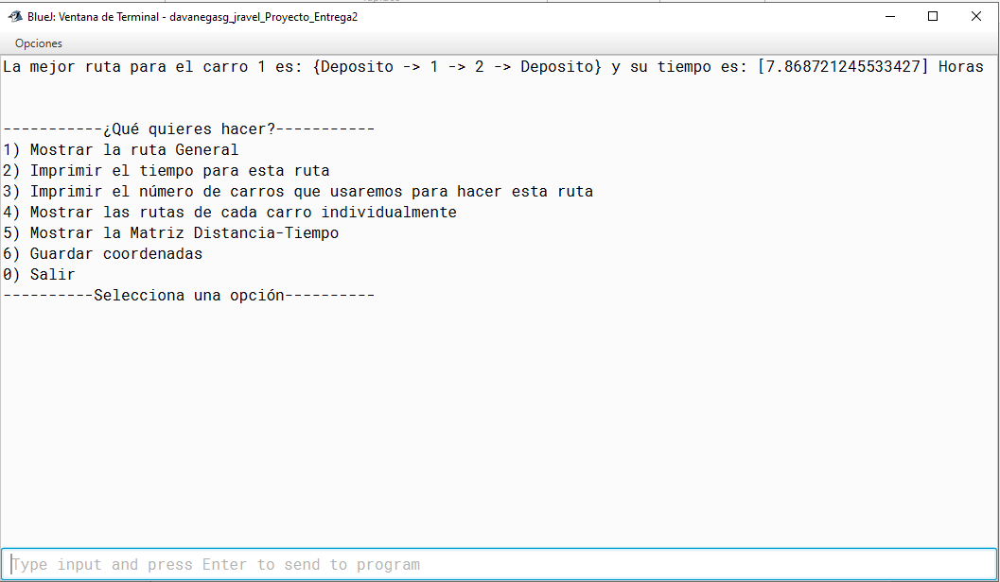 BlueJ: Ventana de Terminal - davanegasg_jravel_Proyecto_Entrega2
Opciones
La mejor ruta para el carro 1 es: {Deposito -> 1 -> 2 -> Deposito} y su tiempo es: [7.868721245533427] Horas
-----------¿Qué quieres hacer?-----------
1) Mostrar la ruta General
2) Imprimir el tiempo para esta ruta
3) Imprimir el número de carros que usaremos para hacer esta ruta
4) Mostrar las rutas de cada carro individualmente
5) Mostrar la Matriz Distancia-Tiempo
6) Guardar coordenadas
0) Salir
----------Selecciona una opción----------
Type input and press Enter to send to program